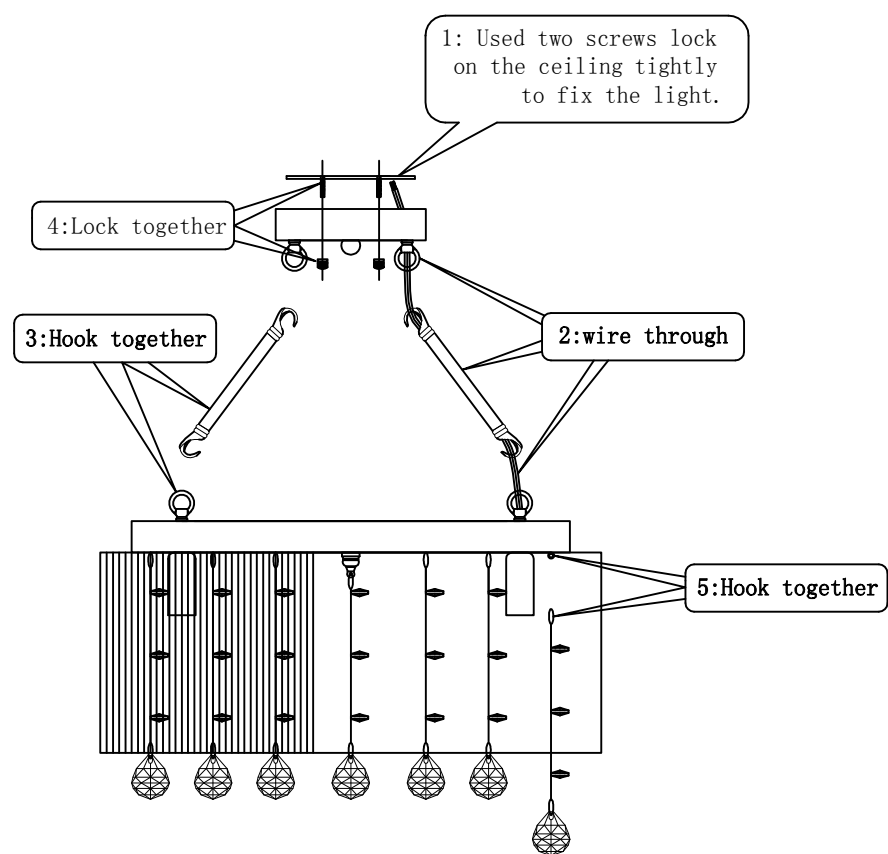 1: Used two screws lock
on the ceiling tightly
to fix the light.
4:Lock together
3:Hook together
2:wire through
5:Hook together